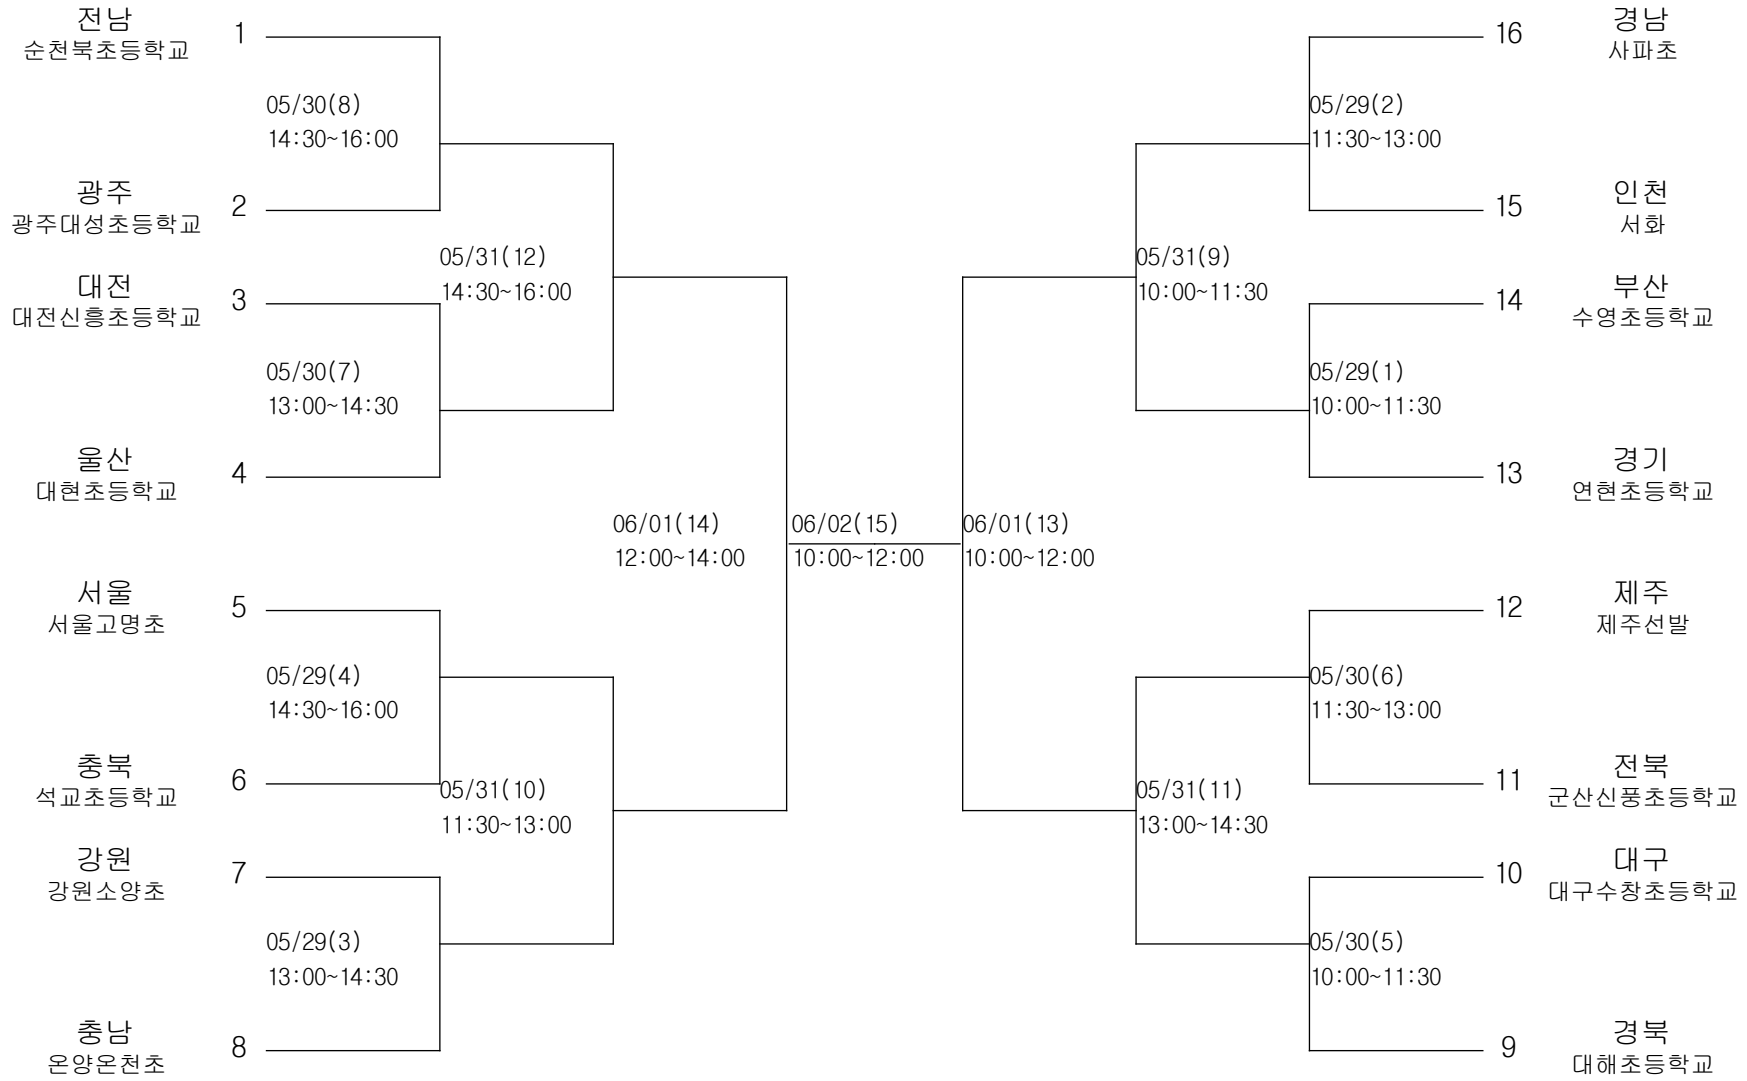 전남
순천북초등학교
1
05/30(8)
14:30~16:00
광주
광주대성초등학교
2
05/31(12)
14:30~16:00
대전
대전신흥초등학교
3
05/30(7)
13:00~14:30
울산
대현초등학교
4
06/01(14)
12:00~14:00
서울
서울고명초
5
05/29(4)
14:30~16:00
충북
석교초등학교
6
05/31(10)
11:30~13:00
강원
강원소양초
7
05/29(3)
13:00~14:30
충남
온양온천초
8
06/02(15)
10:00~12:00
16
경남
사파초
05/29(2)
11:30~13:00
15
인천
서화
05/31(9)
10:00~11:30
14
부산
수영초등학교
05/29(1)
10:00~11:30
13
경기
연현초등학교
06/01(13)
10:00~12:00
12
제주
제주선발
05/30(6)
11:30~13:00
11
전북
군산신풍초등학교
05/31(11)
13:00~14:30
10
대구
대구수창초등학교
05/30(5)
10:00~11:30
9
경북
대해초등학교